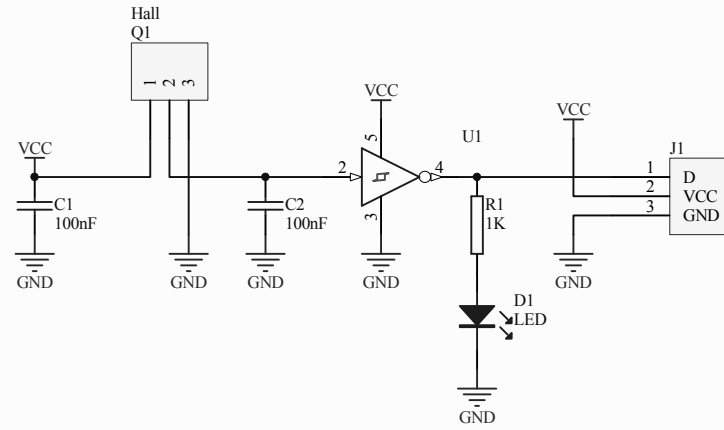 Hall
Q1
1 2 3
VCC
C1
100nF
GND
GND
C2
100nF
GND
VCC
5
2
4
3
GND
U1
R1
1K
D1
LED
GND
VCC
GND
J1
1 D
2 VCC
3 GND